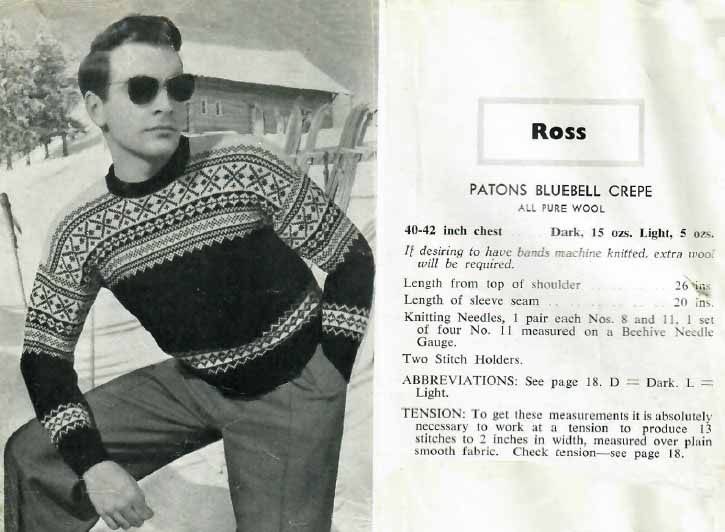 Ross
PATONS BLUEBELL CREPE
ALL PURE WOOL
40-42 inch chest . . . . Dark, 15 ozs. Light, 5 ozs.
If desiring to have bands machine knitted, extra wool
will be required.
Length from top of shoulder . . . . . . 26 ins.
Length of sleeve seam . . . . . . . . 20 ins.
Knitting Needles, 1 pair each Nos. 8 and 11, 1 set
of four No. 11 measured on a Beehive Needle
Gauge.
Two Stitch Holders.
ABBREVIATIONS: See page 18. D = Dark. L =
Light.
TENSION: To get these measurements it is absolutely
necessary to work at a tension to produce 13
stitches to 2 inches in width, measured over plain
smooth fabric. Check tension—see page 18.